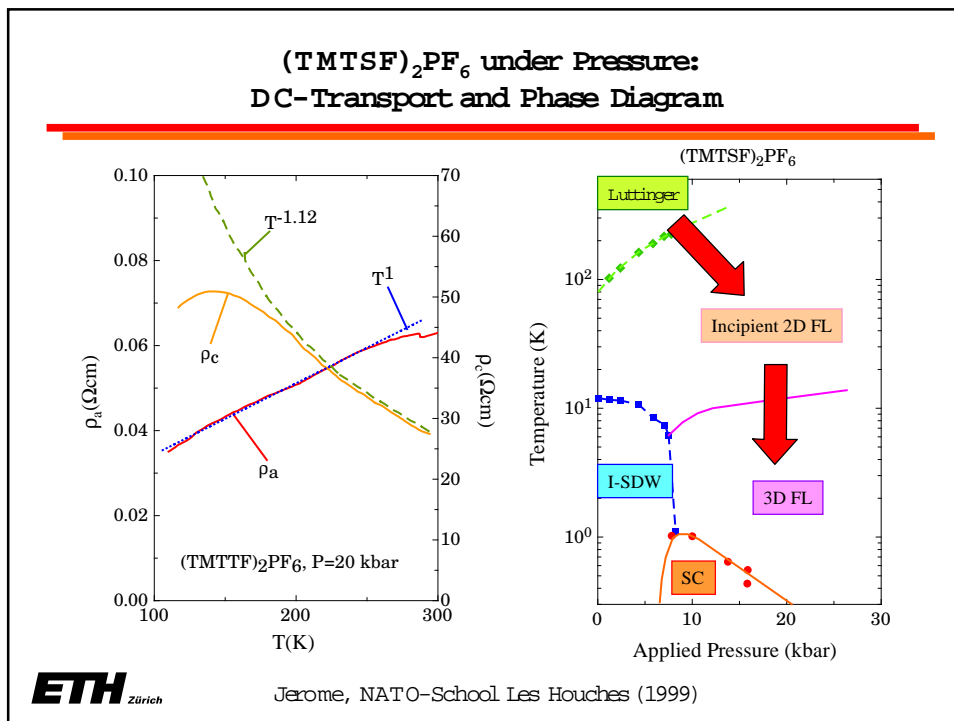 (TMTSF)₂PF₆ under Pressure:
DC-Transport and Phase Diagram
0.10
0.08
0.06
0.04
0.02
0.00
ρa(Ωcm)
100
150
200
250
300
T(K)
70
60
50
40
30
20
10
0
ρc(Ωcm)
T-1.12
T1
ρc
ρa
(TMTTF)₂PF₆, P=20 kbar
(TMTSF)₂PF₆
Luttinger
Incipient 2D FL
I-SDW
3D FL
SC
10²
10¹
10⁰
Temperature (K)
0
10
20
30
Applied Pressure (kbar)
ETH Zürich
Jerome, NATO-School Les Houches (1999)